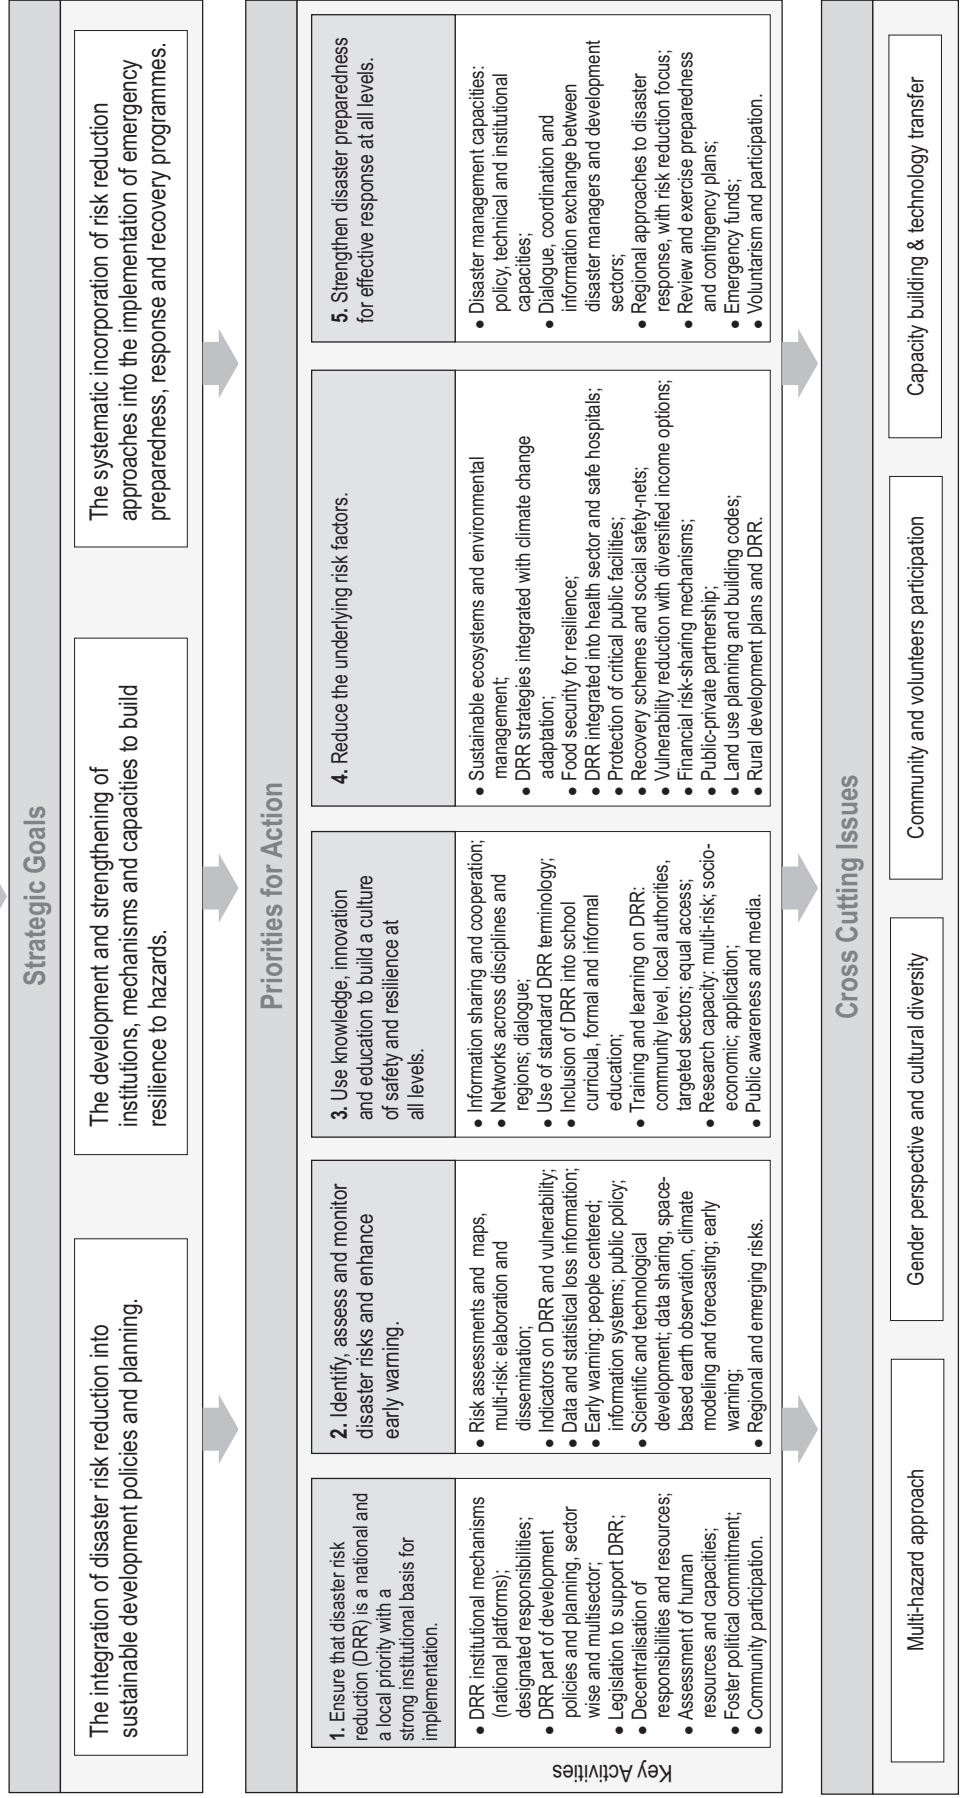 Strategic Goals
The integration of disaster risk reduction into
sustainable development policies and planning.
The development and strengthening of
institutions, mechanisms and capacities to build
resilience to hazards.
The systematic incorporation of risk reduction
approaches into the implementation of emergency
preparedness, response and recovery programmes.
Priorities for Action
1. Ensure that disaster risk
reduction (DRR) is a national and
a local priority with a
strong institutional basis for
implementation.
2. Identify, assess and monitor
disaster risks and enhance
early warning.
3. Use knowledge, innovation
and education to build a culture
of safety and resilience at
all levels.
4. Reduce the underlying risk factors.
5. Strengthen disaster preparedness
for effective response at all levels.
Key Activities
• DRR institutional mechanisms
(national platforms);
designated responsibilities;
• DRR part of development
policies and planning, sector
wise and multisector;
• Legislation to support DRR;
• Decentralisation of
responsibilities and resources;
• Assessment of human
resources and capacities;
• Foster political commitment;
• Community participation.
• Risk assessments and maps,
multi-risk: elaboration and
dissemination;
• Indicators on DRR and vulnerability;
• Data and statistical loss information;
• Early warning: people centered;
information systems; public policy;
• Scientific and technological
development; data sharing, space-
based earth observation, climate
modeling and forecasting; early
warning;
• Regional and emerging risks.
• Information sharing and cooperation;
• Networks across disciplines and
regions; dialogue;
• Use of standard DRR terminology;
• Inclusion of DRR into school
curricula, formal and informal
education;
• Training and learning on DRR:
community level, local authorities,
targeted sectors; equal access;
• Research capacity: multi-risk; socio-
economic; application;
• Public awareness and media.
• Sustainable ecosystems and environmental
management;
• DRR strategies integrated with climate change
adaptation;
• Food security for resilience;
• DRR integrated into health sector and safe hospitals;
• Protection of critical public facilities;
• Recovery schemes and social safety-nets;
• Vulnerability reduction with diversified income options;
• Financial risk-sharing mechanisms;
• Public-private partnership;
• Land use planning and building codes;
• Rural development plans and DRR.
• Disaster management capacities:
policy, technical and institutional
capacities;
• Dialogue, coordination and
information exchange between
disaster managers and development
sectors;
• Regional approaches to disaster
response, with risk reduction focus;
• Review and exercise preparedness
and contingency plans;
• Emergency funds;
• Voluntarism and participation.
Cross Cutting Issues
Multi-hazard approach
Gender perspective and cultural diversity
Community and volunteers participation
Capacity building & technology transfer